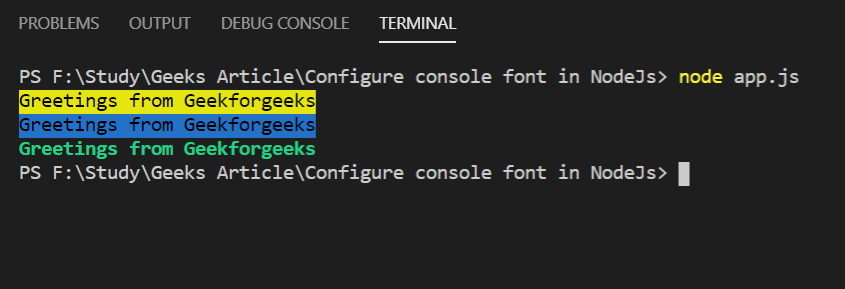 PROBLEMS OUTPUT DEBUG CONSOLE TERMINAL
PS F:\Study\Geeks Article\Configure console font in NodeJs> node app.js
Greetings from Geekforgeeks
Greetings from Geekforgeeks
Greetings from Geekforgeeks
PS F:\Study\Geeks Article\Configure console font in NodeJs>